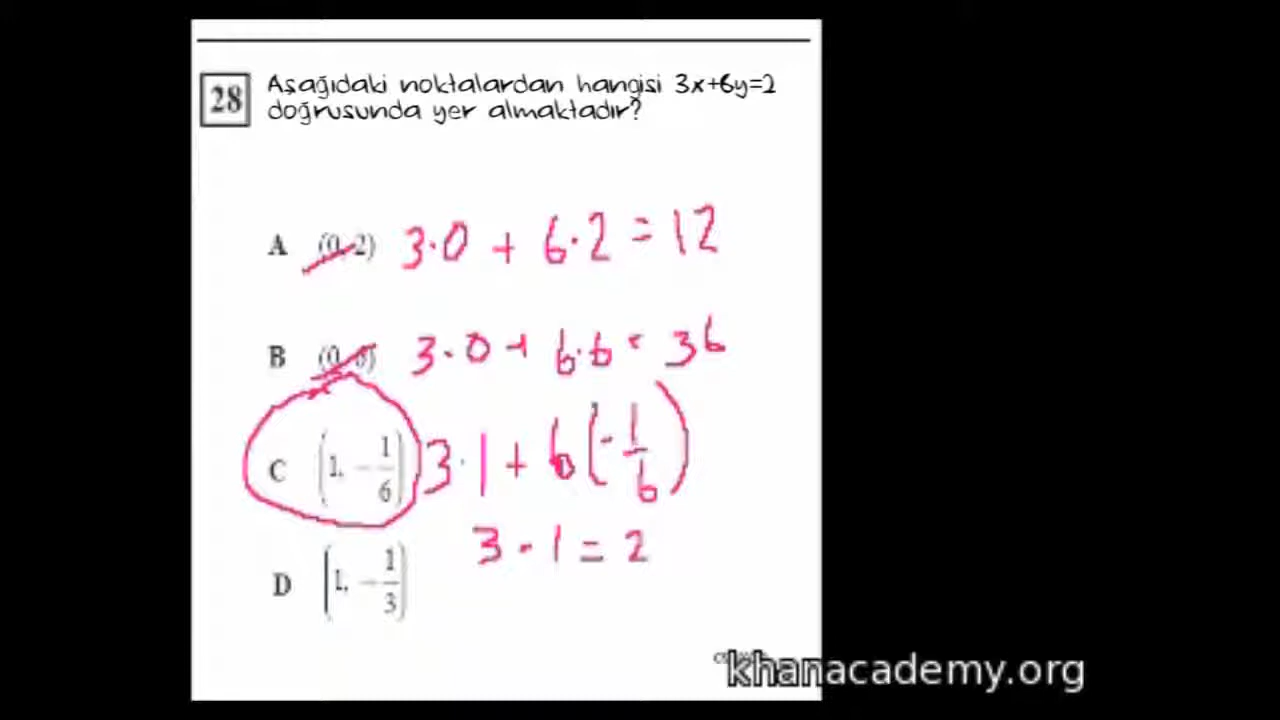 28 Aşağıdaki noktalardan hangisi 3x+6y=2
doğrusunda yer almaktadır?
A (0, 2) 3·0 + 6·2 = 12
B (0, 6) 3·0 + 6·6 = 36
C (1, -1/6) 3·1 + 6(-1/6)
3 - 1 = 2
D (1, -1/3)
khanacademy.org